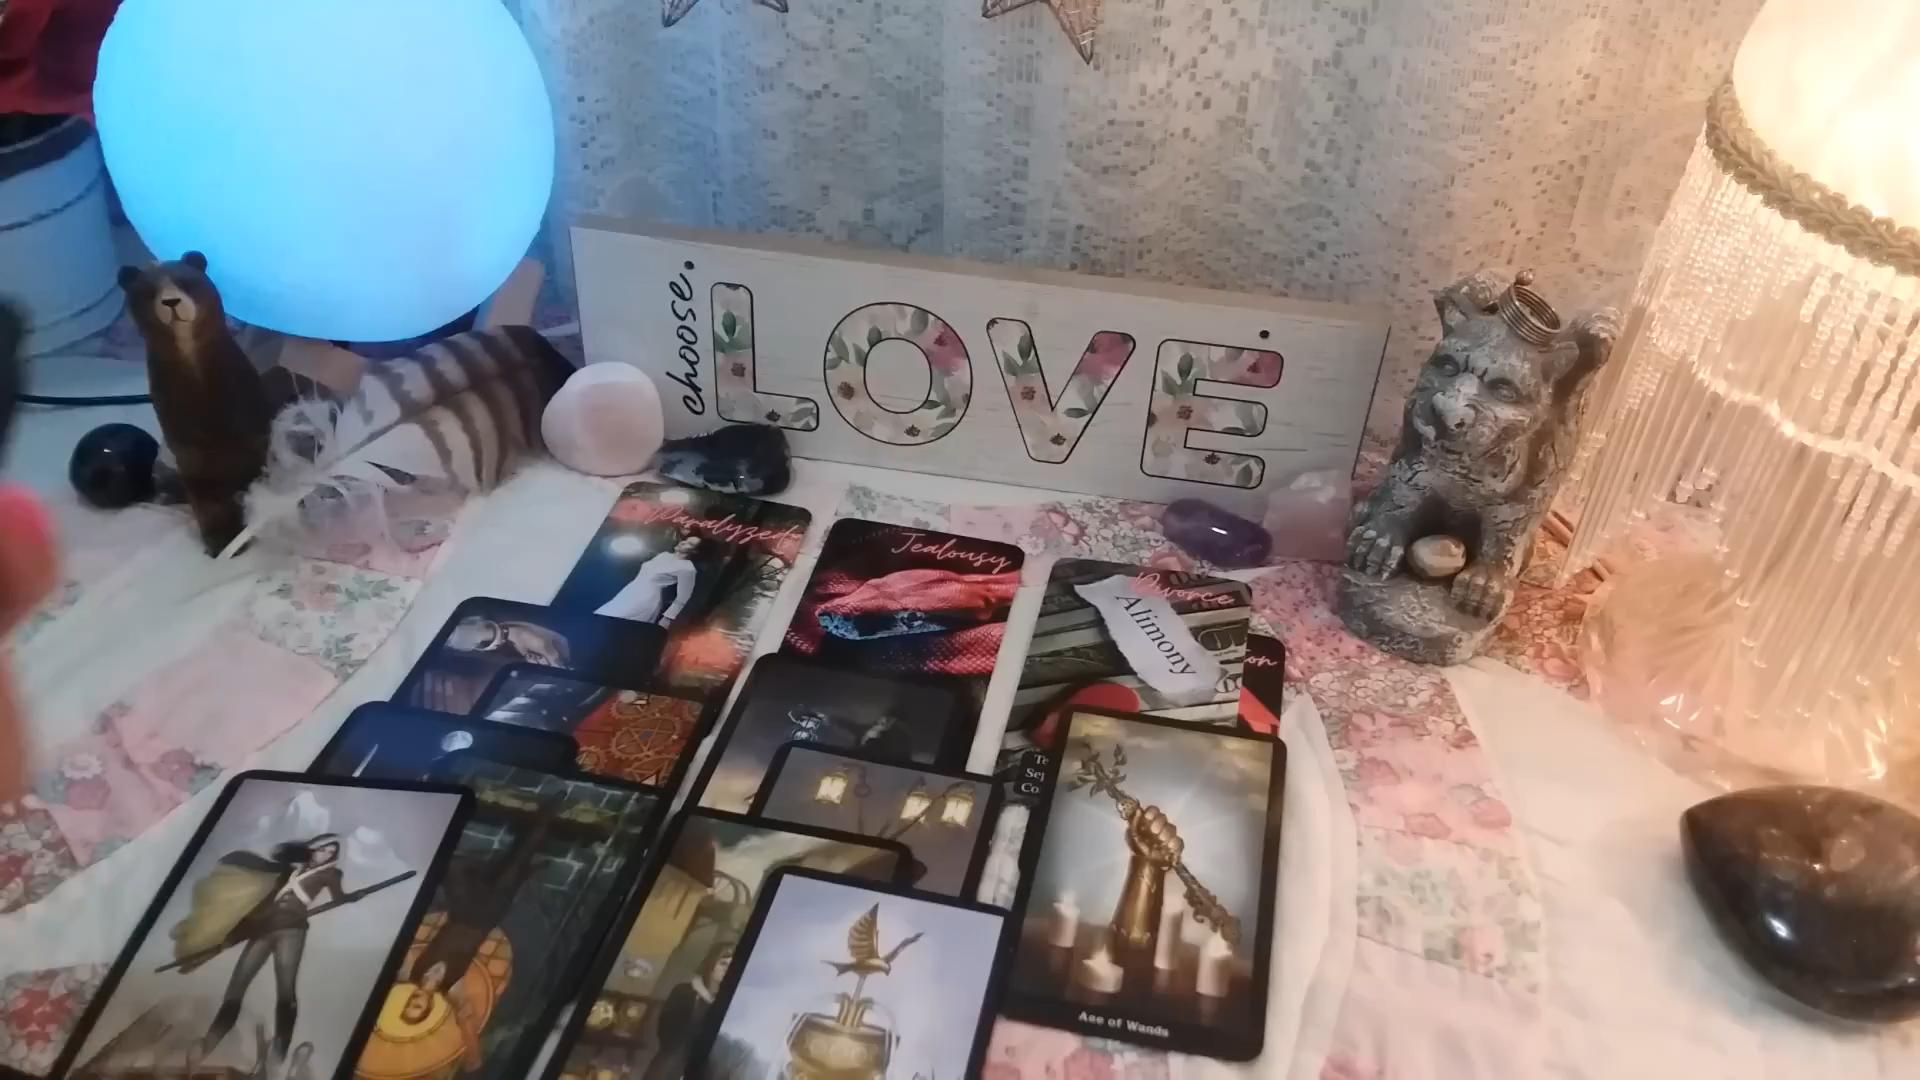 choose.
LOVE
Paralyzed
Jealousy
Divorce
Alimony
Ace of Wands